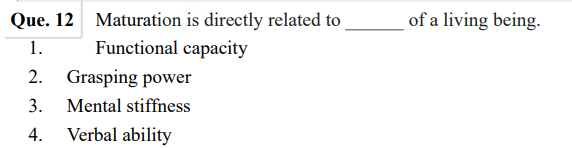 Que. 12 Maturation is directly related to ______ of a living being.
1. Functional capacity
2. Grasping power
3. Mental stiffness
4. Verbal ability